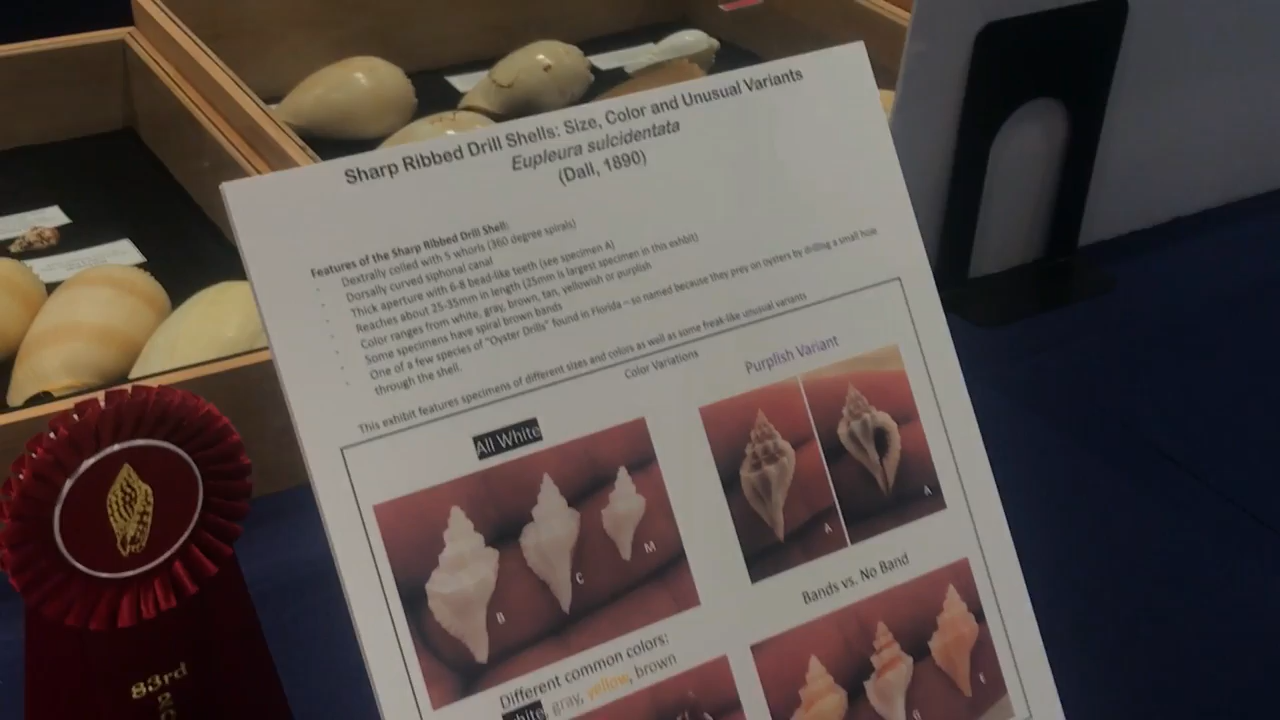 Sharp Ribbed Drill Shells: Size, Color and Unusual Variants
Eupleura sulcidentata
(Dall, 1890)
Features of the Sharp Ribbed Drill Shell:
Dextrally coiled with 5 whorls (360 degree spirals)
Dorsally curved siphonal canal
Thick aperture with 6-8 bead-like teeth (see specimen A)
Reaches about 25-35mm in length (25mm is largest specimen in this exhibit)
Color ranges from white, gray, brown, tan, yellowish or purplish
Some specimens have spiral brown bands
One of a few species of "Oyster Drills" found in Florida – so named because they prey on oysters by drilling a small hole
through the shell.
This exhibit features specimens of different sizes and colors as well as some freak-like unusual variants
Color Variations
All White
Purplish Variant
B
C
M
A
A
Bands vs. No Band
Different common colors:
white, gray, yellow, brown
83rd